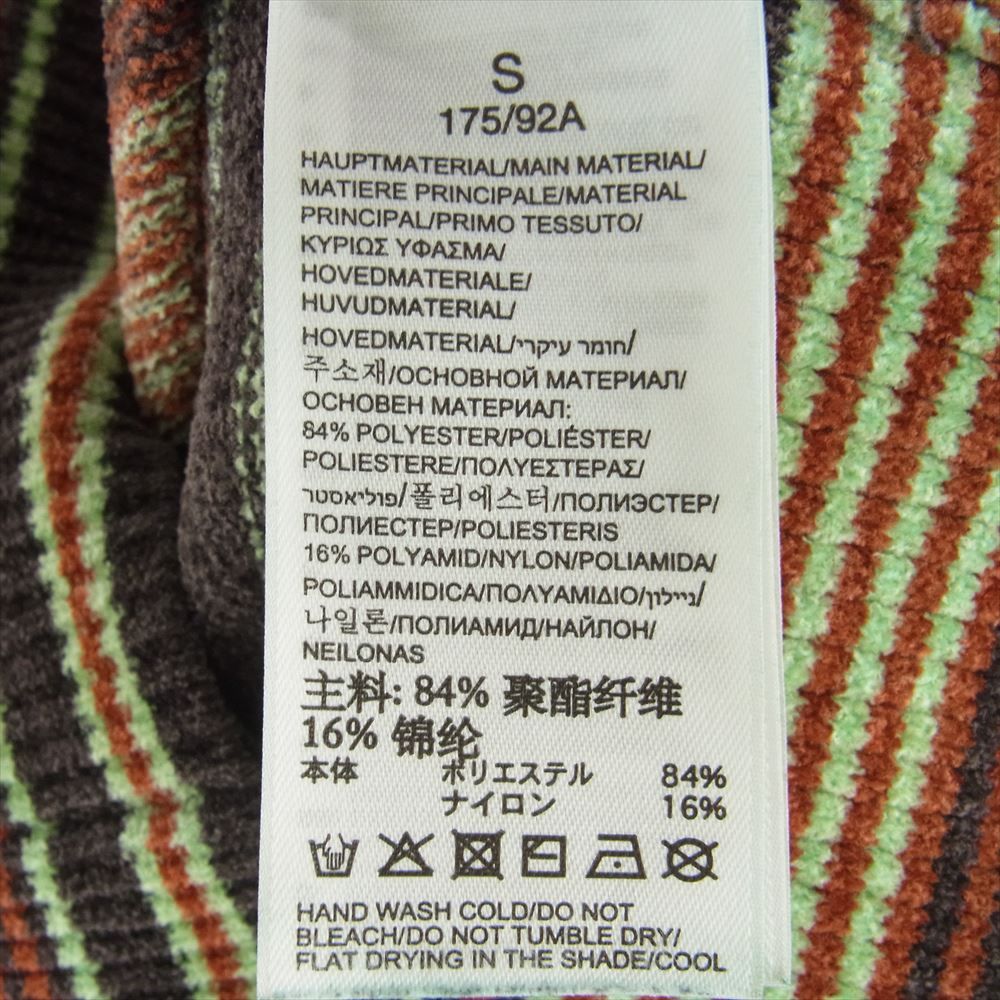 S
175/92A
HAUPTMATERIAL/MAIN MATERIAL/
MATIERE PRINCIPALE/MATERIAL
PRINCIPAL/PRIMO TESSUTO/
ΚΥΡΙΩΣ ΥΦΑΣΜΑ/
HOVEDMATERIALE/
HUVUDMATERIAL/
HOVEDMATERIAL/חומר עיקרי/
주소재/ОСНОВНОЙ МАТЕРИАЛ/
ОСНОВЕН МАТЕРИАЛ:
84% POLYESTER/POLIÉSTER/
POLIESTERE/ΠΟΛΥΕΣΤΕΡΑΣ/
פוליאסטר/폴리에스터/ПОЛИЭСТЕР/
ПОЛИЕСТЕР/POLIESTERIS
16% POLYAMID/NYLON/POLIAMIDA/
POLIAMMIDICA/ΠΟΛΥΑΜΙΔΙΟ/ניילון/
나일론/ПОЛИАМИД/НАЙЛОН/
NEILONAS
主料: 84% 聚酯纤维
16% 锦纶
本体 ポリエステル 84%
ナイロン 16%
HAND WASH COLD/DO NOT
BLEACH/DO NOT TUMBLE DRY/
FLAT DRYING IN THE SHADE/COOL